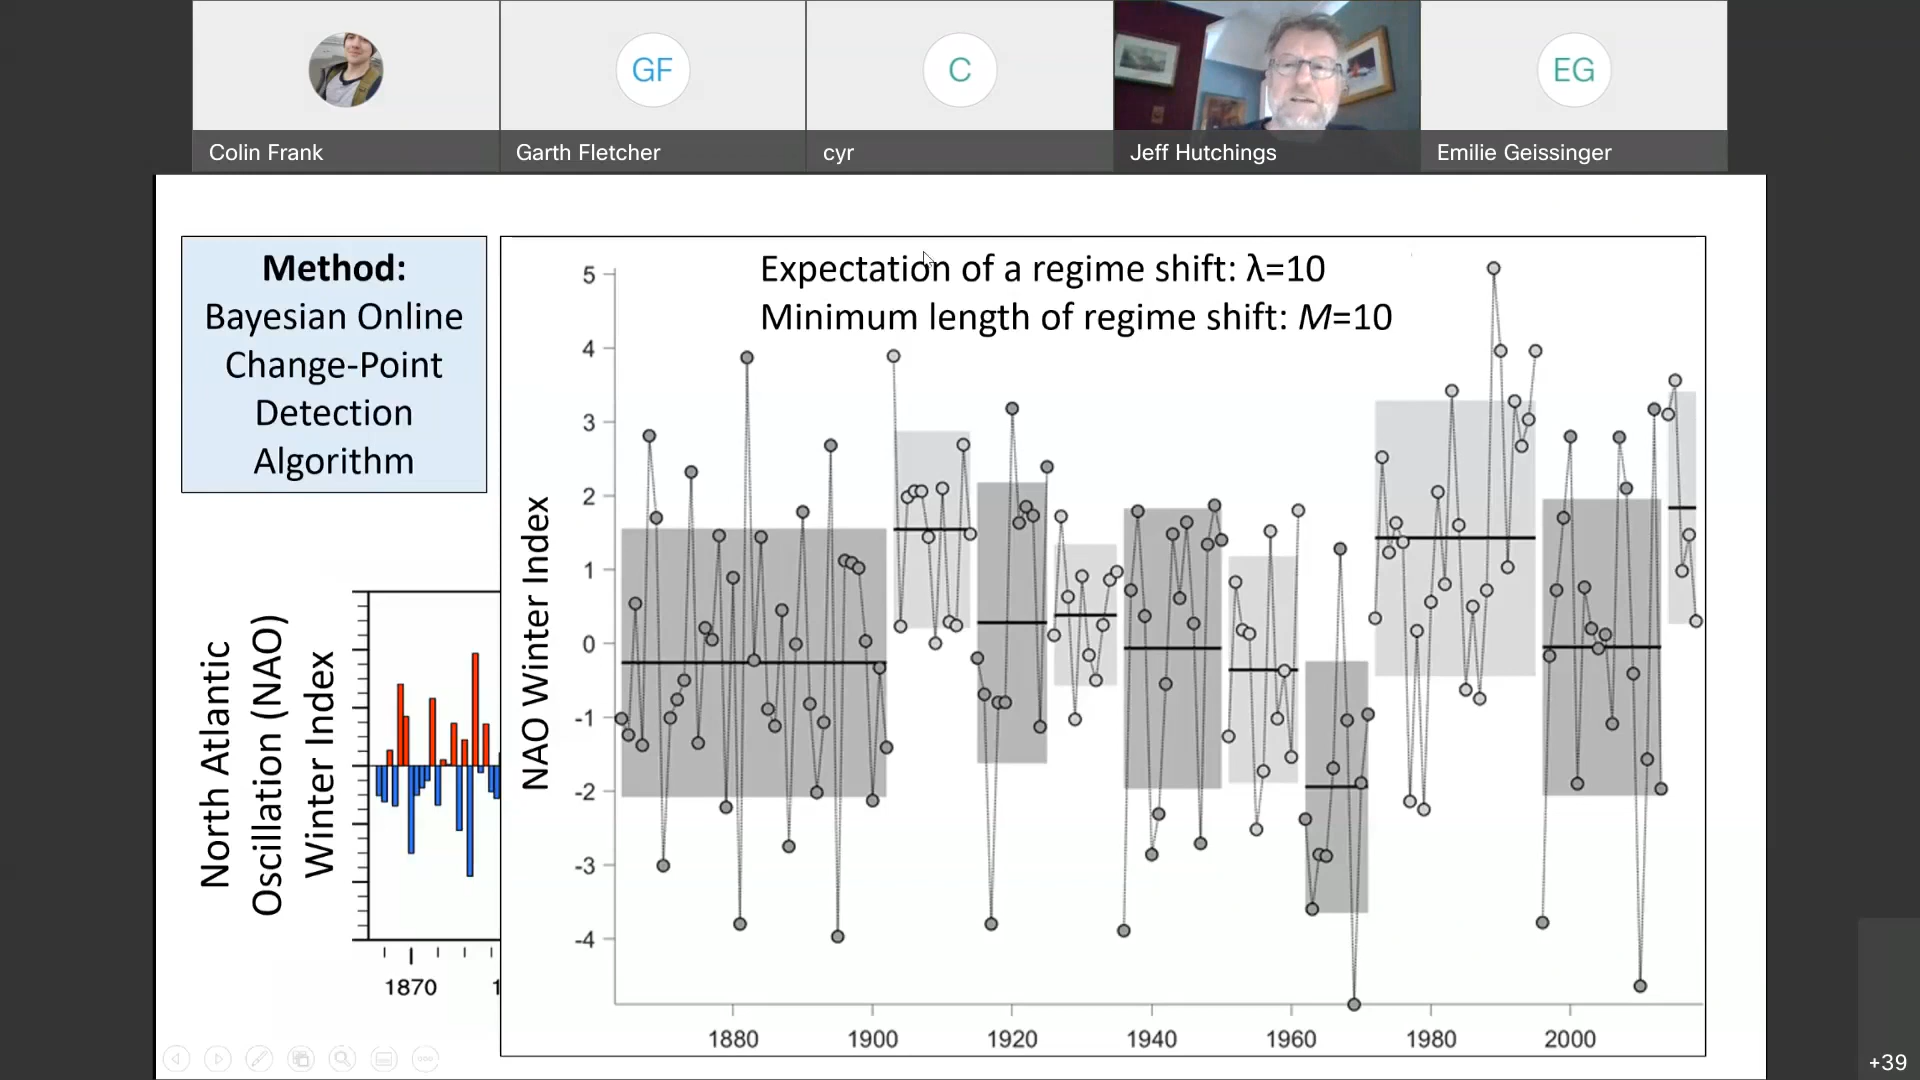 GF
C
EG
Colin Frank
Garth Fletcher
cyr
Jeff Hutchings
Emilie Geissinger
Method:
Bayesian Online
Change-Point
Detection
Algorithm
Expectation of a regime shift: λ=10
Minimum length of regime shift: M=10
North Atlantic
Oscillation (NAO)
Winter Index
1870
1
NAO Winter Index
5
4
3
2
1
0
-1
-2
-3
-4
1880
1900
1920
1940
1960
1980
2000
+39